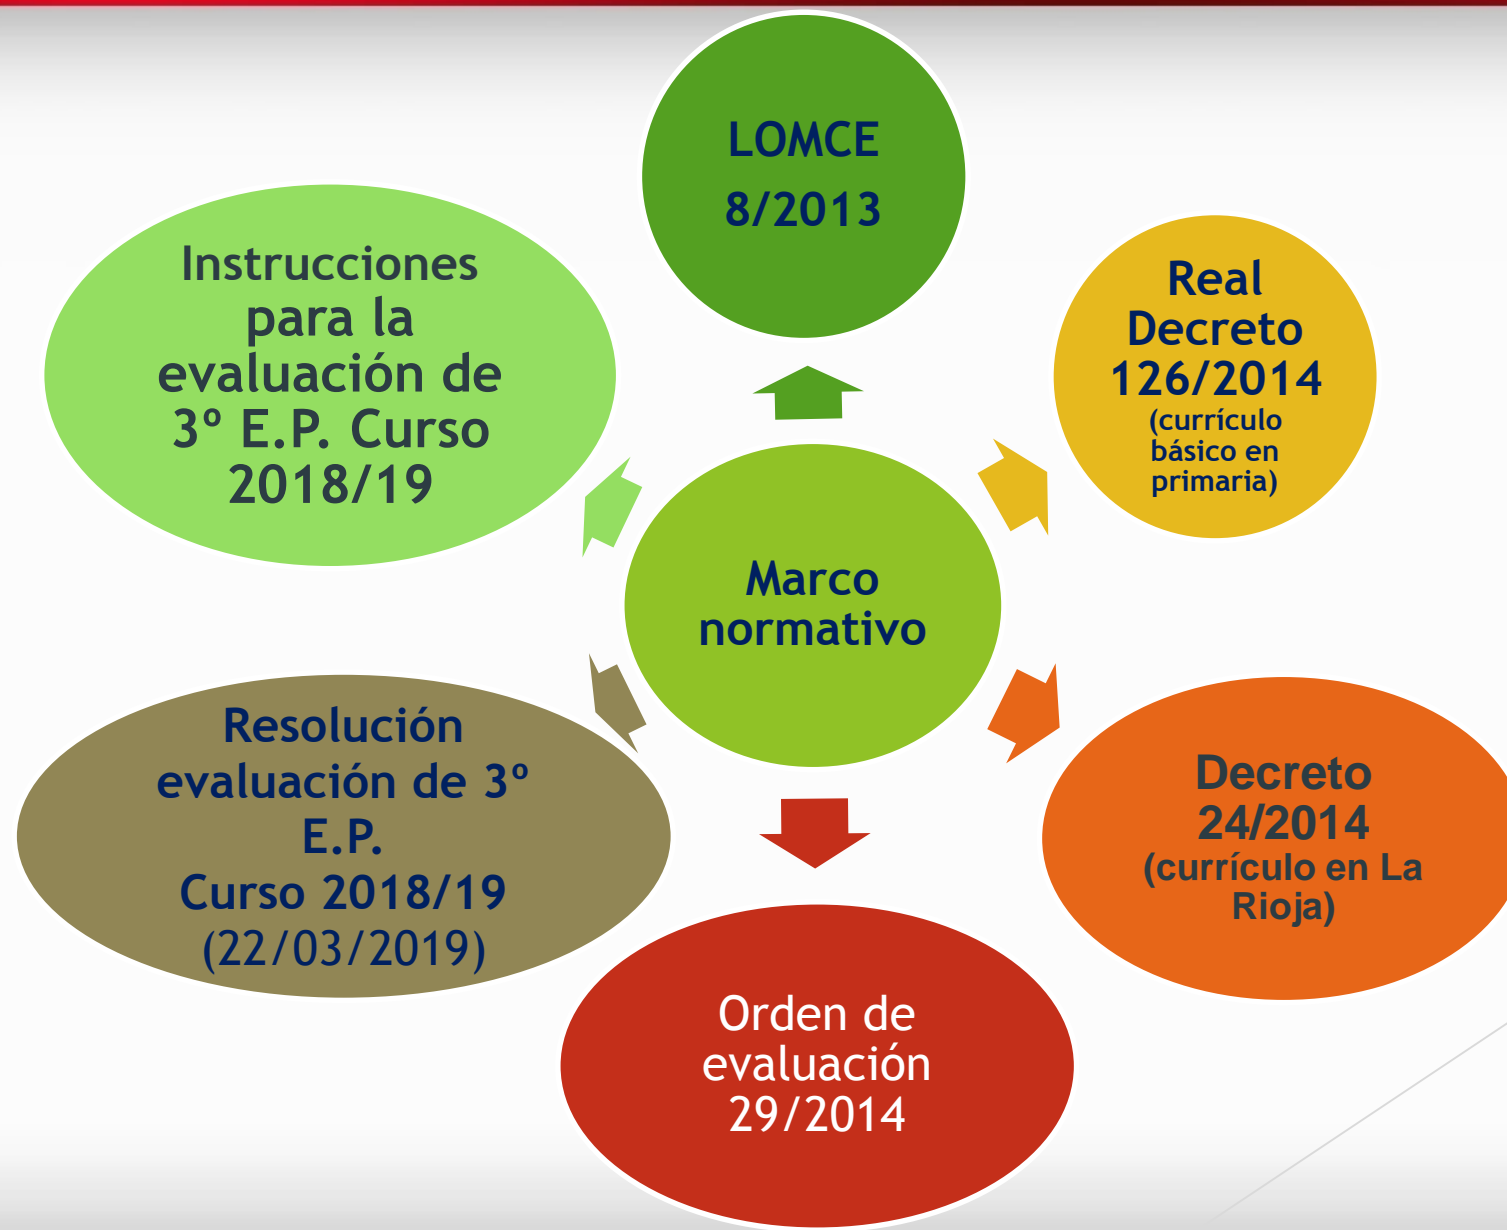 LOMCE
8/2013
Real
Decreto
126/2014
(currículo
básico en
primaria)
Decreto
24/2014
(currículo en La
Rioja)
Orden de
evaluación
29/2014
Resolución
evaluación de 3º
E.P.
Curso 2018/19
(22/03/2019)
Instrucciones
para la
evaluación de
3º E.P. Curso
2018/19
Marco
normativo